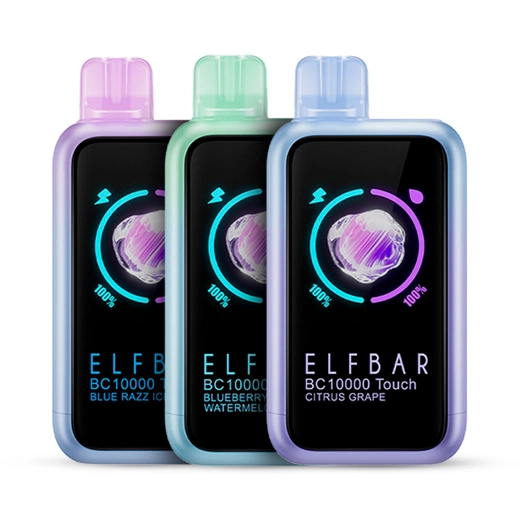 100%
ELFBAR
BC10000
BLUE RAZZ
100%
ELFBAR
BC10000
BLUEBERRY
100%
100%
ELFBAR
BC10000 Touch
CITRUS GRAPE